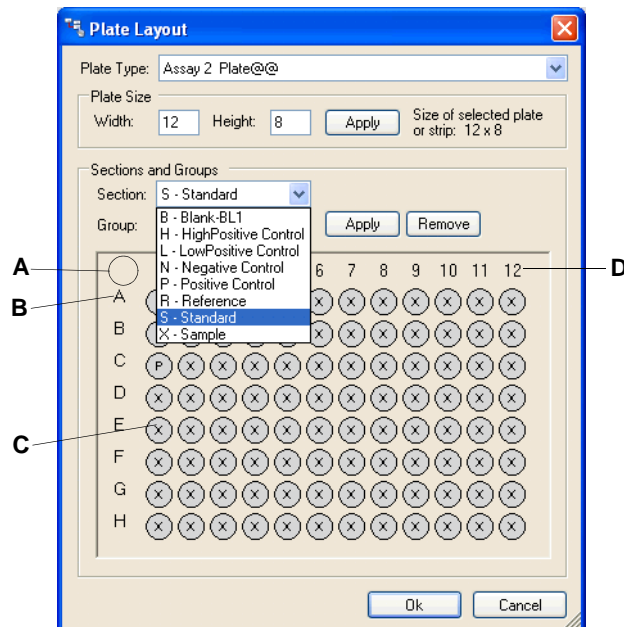 Plate Layout
Plate Type: Assay 2 Plate@@
Plate Size
Width: 12 Height: 8 Apply Size of selected plate
or strip: 12 x 8
Sections and Groups
Section: S - Standard
Group: Apply Remove
B - Blank-BL1
H - HighPositive Control
L - LowPositive Control
N - Negative Control
P - Positive Control
R - Reference
S - Standard
X - Sample
A 6 7 8 9 10 11 12 D
B A X X X X X X X
B X X X X X X X
C P X X X X X X X X X X X
D X X X X X X X X X X X X
C E X X X X X X X X X X X X
F X X X X X X X X X X X X
G X X X X X X X X X X X X
H X X X X X X X X X X X X
Ok Cancel